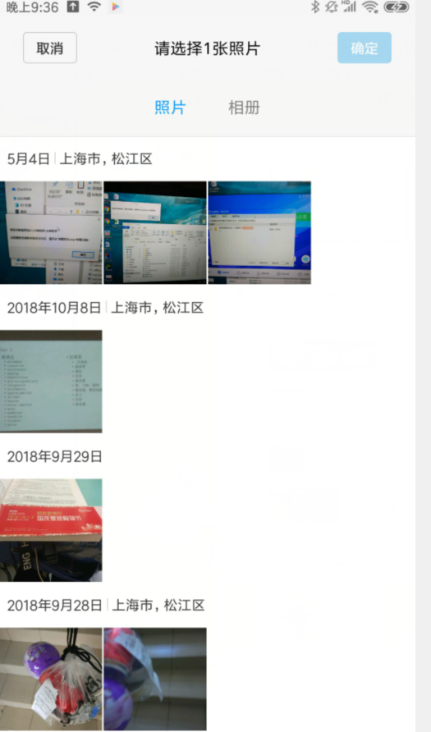 晚上9:36
取消 请选择1张照片 确定
照片 相册
5月4日 上海市，松江区
2018年10月8日 上海市，松江区
2018年9月29日
2018年9月28日 上海市，松江区